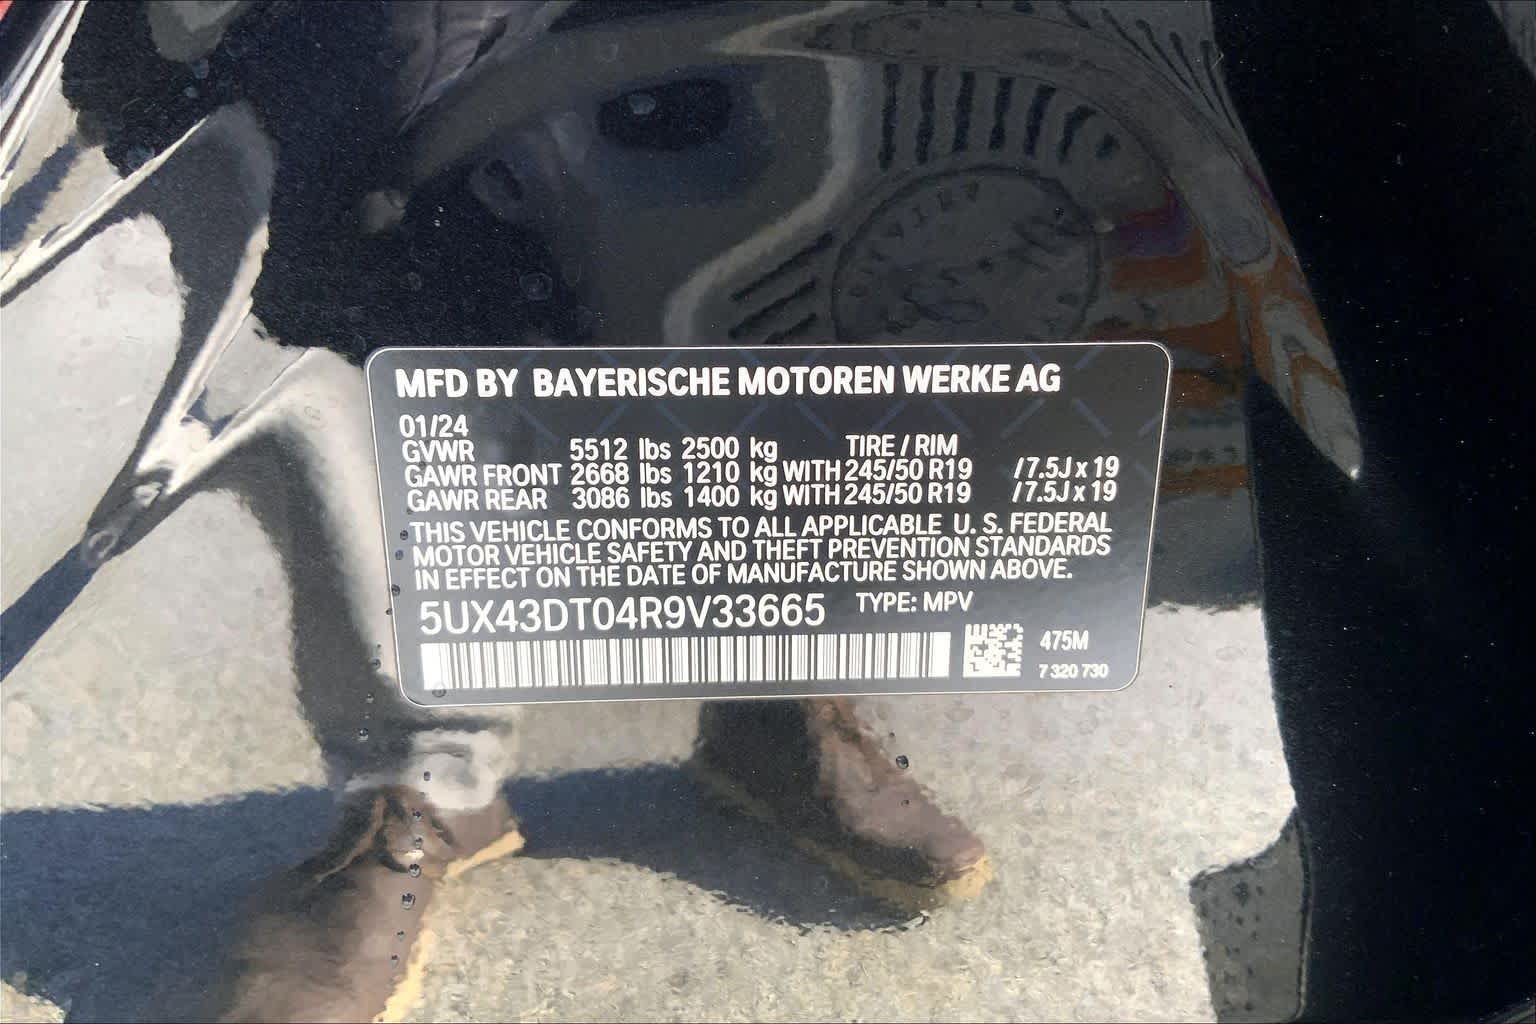 MFD BY BAYERISCHE MOTOREN WERKE AG
01/24
GVWR 5512 lbs 2500 kg TIRE / RIM
GAWR FRONT 2668 lbs 1210 kg WITH 245/50 R19 /7.5J x 19
GAWR REAR 3086 lbs 1400 kg WITH 245/50 R19 /7.5J x 19
THIS VEHICLE CONFORMS TO ALL APPLICABLE U. S. FEDERAL
MOTOR VEHICLE SAFETY AND THEFT PREVENTION STANDARDS
IN EFFECT ON THE DATE OF MANUFACTURE SHOWN ABOVE.
5UX43DT04R9V33665 TYPE: MPV
475M
7 320 730